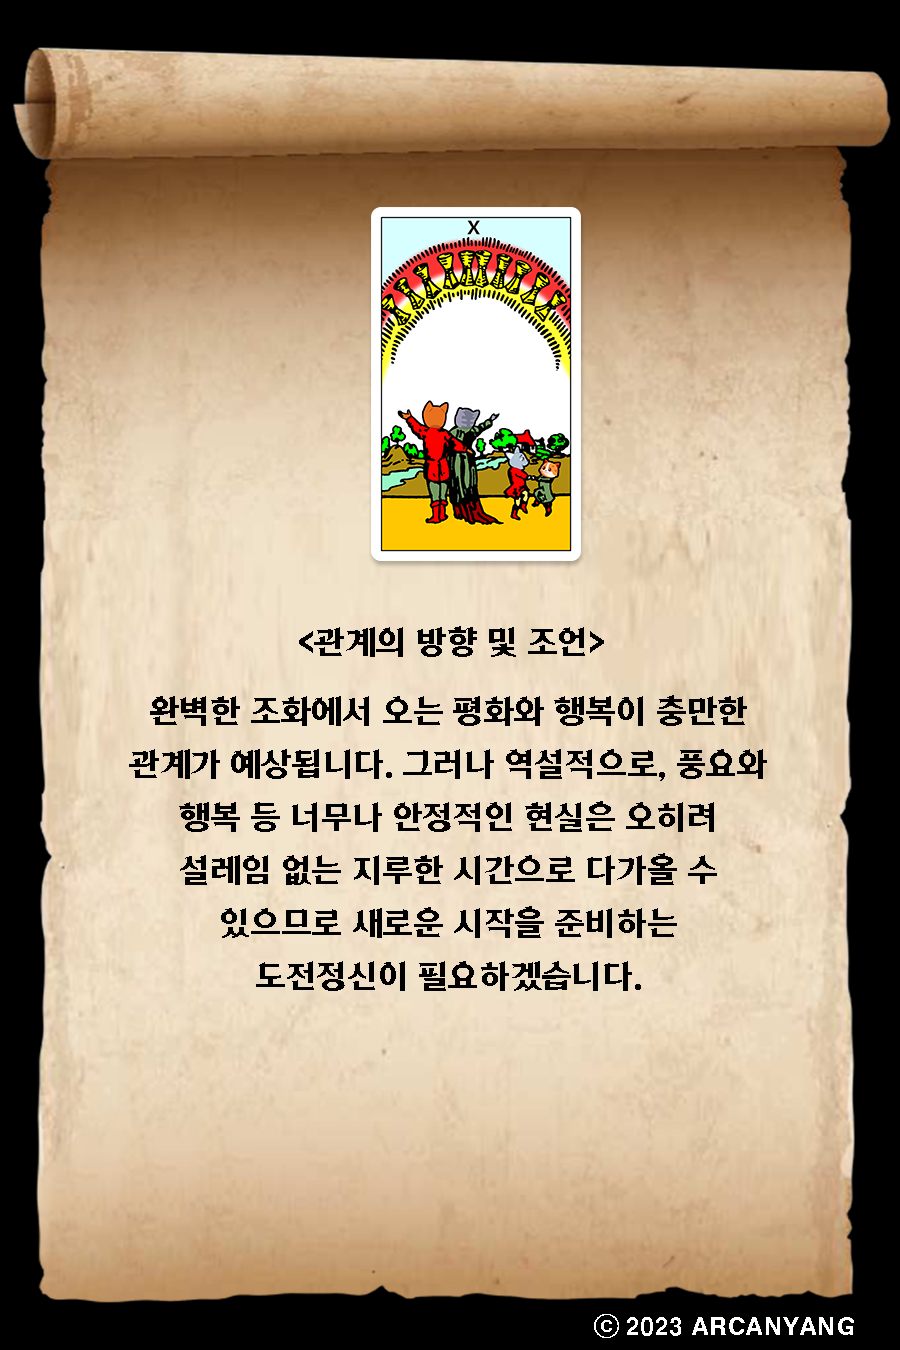 X
<관계의 방향 및 조언>
완벽한 조화에서 오는 평화와 행복이 충만한
관계가 예상됩니다. 그러나 역설적으로, 풍요와
행복 등 너무나 안정적인 현실은 오히려
설레임 없는 지루한 시간으로 다가올 수
있으므로 새로운 시작을 준비하는
도전정신이 필요하겠습니다.
© 2023 ARCANYANG